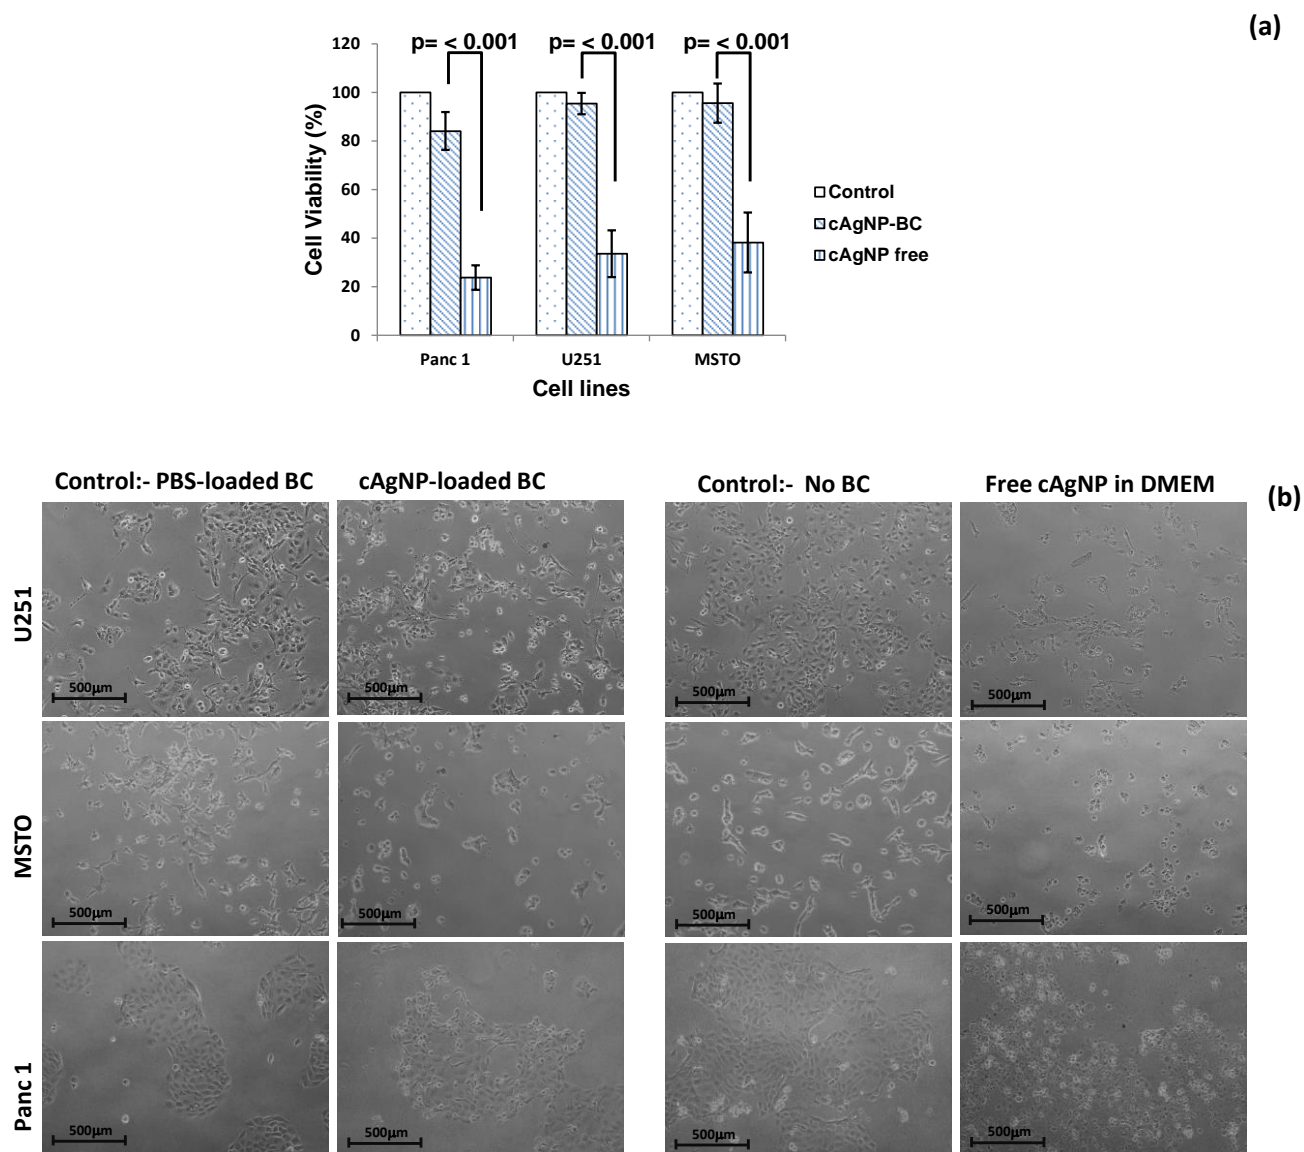 (a)
p= < 0.001 p= < 0.001 p= < 0.001
120
100
80
60
40
20
0
Cell Viability (%)
Panc 1 U251 MSTO
Cell lines
Control
cAgNP-BC
cAgNP free
(b)
Control:- PBS-loaded BC cAgNP-loaded BC Control:- No BC Free cAgNP in DMEM
U251
500µm 500µm 500µm 500µm
MSTO
500µm 500µm 500µm 500µm
Panc 1
500µm 500µm 500µm 500µm